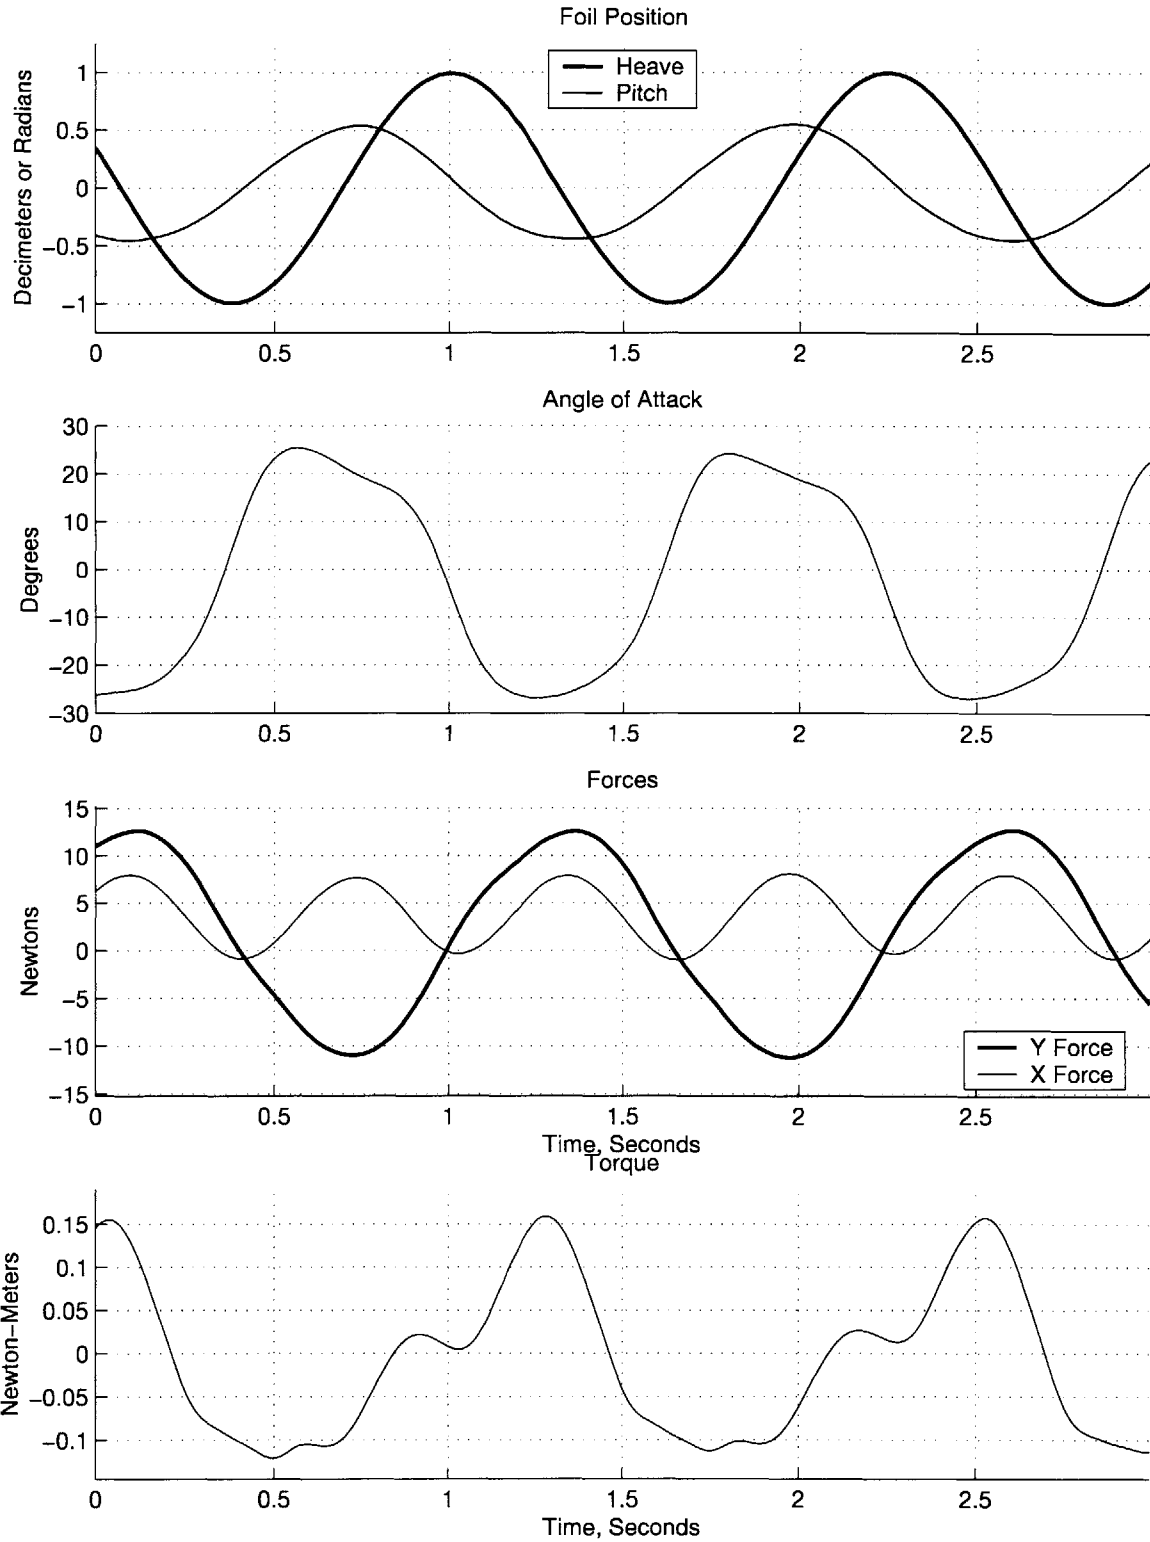 Foil Position
Heave
Pitch
Decimeters or Radians
1
0.5
0
−0.5
−1
0 0.5 1 1.5 2 2.5
Angle of Attack
Degrees
30
20
10
0
−10
−20
−30
0 0.5 1 1.5 2 2.5
Forces
Newtons
15
10
5
0
−5
−10
−15
Y Force
X Force
0 0.5 1 1.5 2 2.5
Time, Seconds
Torque
Newton−Meters
0.15
0.1
0.05
0
−0.05
−0.1
0 0.5 1 1.5 2 2.5
Time, Seconds